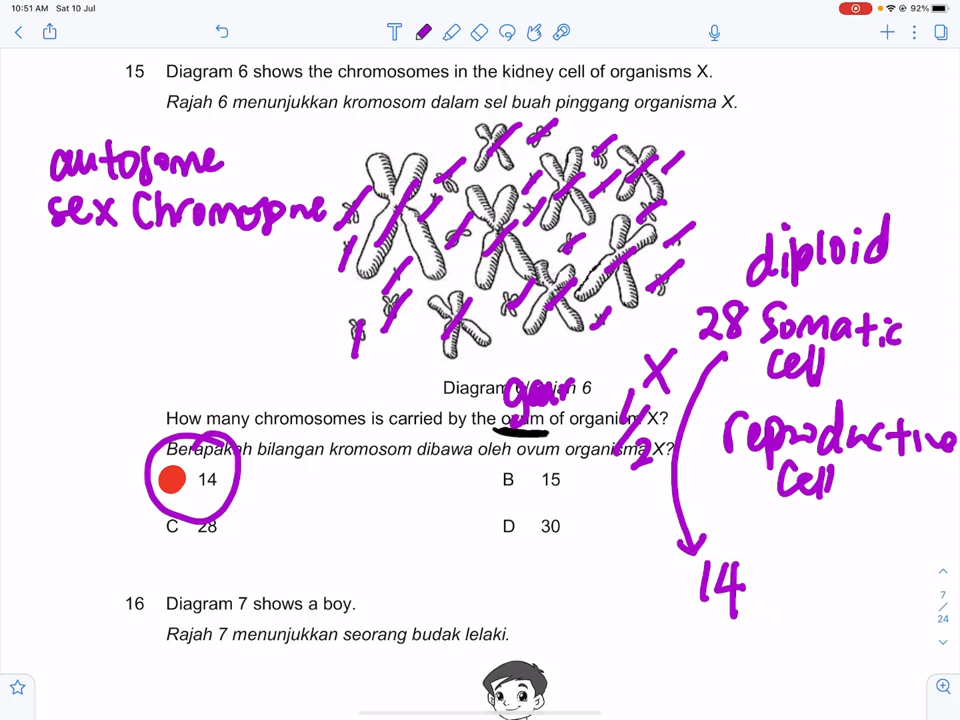 10:51 AM Sat 10 Jul
92%
15 Diagram 6 shows the chromosomes in the kidney cell of organisms X.
Rajah 6 menunjukkan kromosom dalam sel buah pinggang organisma X.
autosome
sex Chromosome
diploid
28 Somatic
cell
Diagram 6/Rajah 6
X 1/2
How many chromosomes is carried by the ovum of organism X?
reproductive
cell
Berapakah bilangan kromosom dibawa oleh ovum organisma X?
14
B 15
C 28
D 30
14
16 Diagram 7 shows a boy.
Rajah 7 menunjukkan seorang budak lelaki.
7
/
24